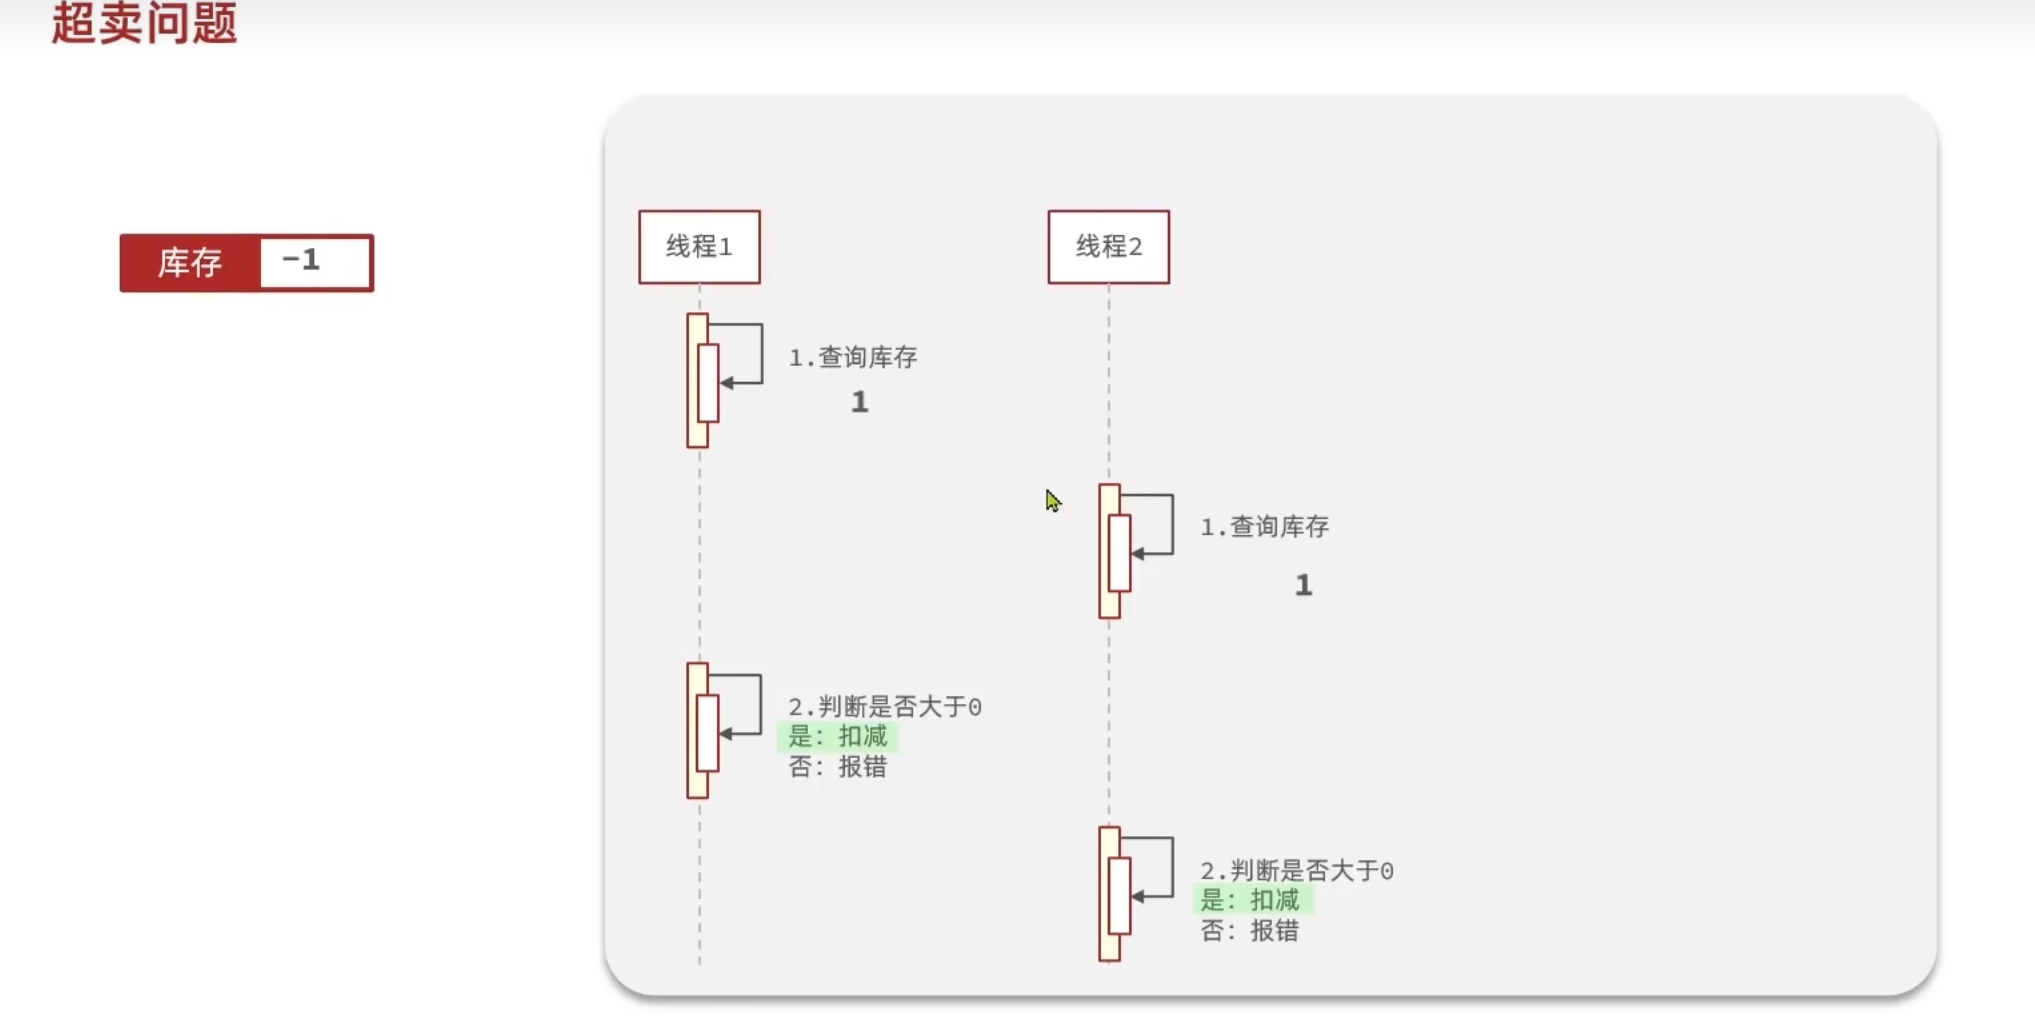 超卖问题
库存 -1
线程1
线程2
1.查询库存
1
1.查询库存
1
2.判断是否大于0
是：扣减
否：报错
2.判断是否大于0
是：扣减
否：报错